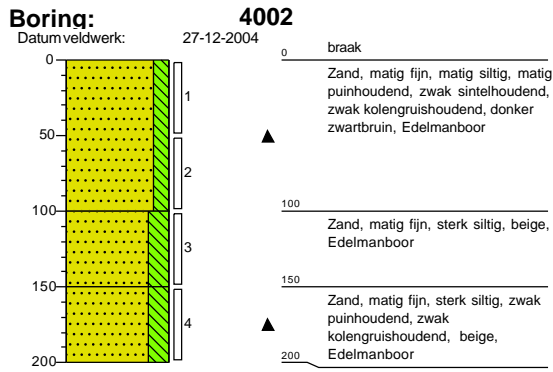 Boring: 4002
Datum veldwerk: 27-12-2004
0
50
100
150
200
1
2
3
4
0 braak
Zand, matig fijn, matig siltig, matig
puinhoudend, zwak sintelhoudend,
zwak kolengruishoudend, donker
zwartbruin, Edelmanboor
100
Zand, matig fijn, sterk siltig, beige,
Edelmanboor
150
Zand, matig fijn, sterk siltig, zwak
puinhoudend, zwak
kolengruishoudend, beige,
Edelmanboor
200